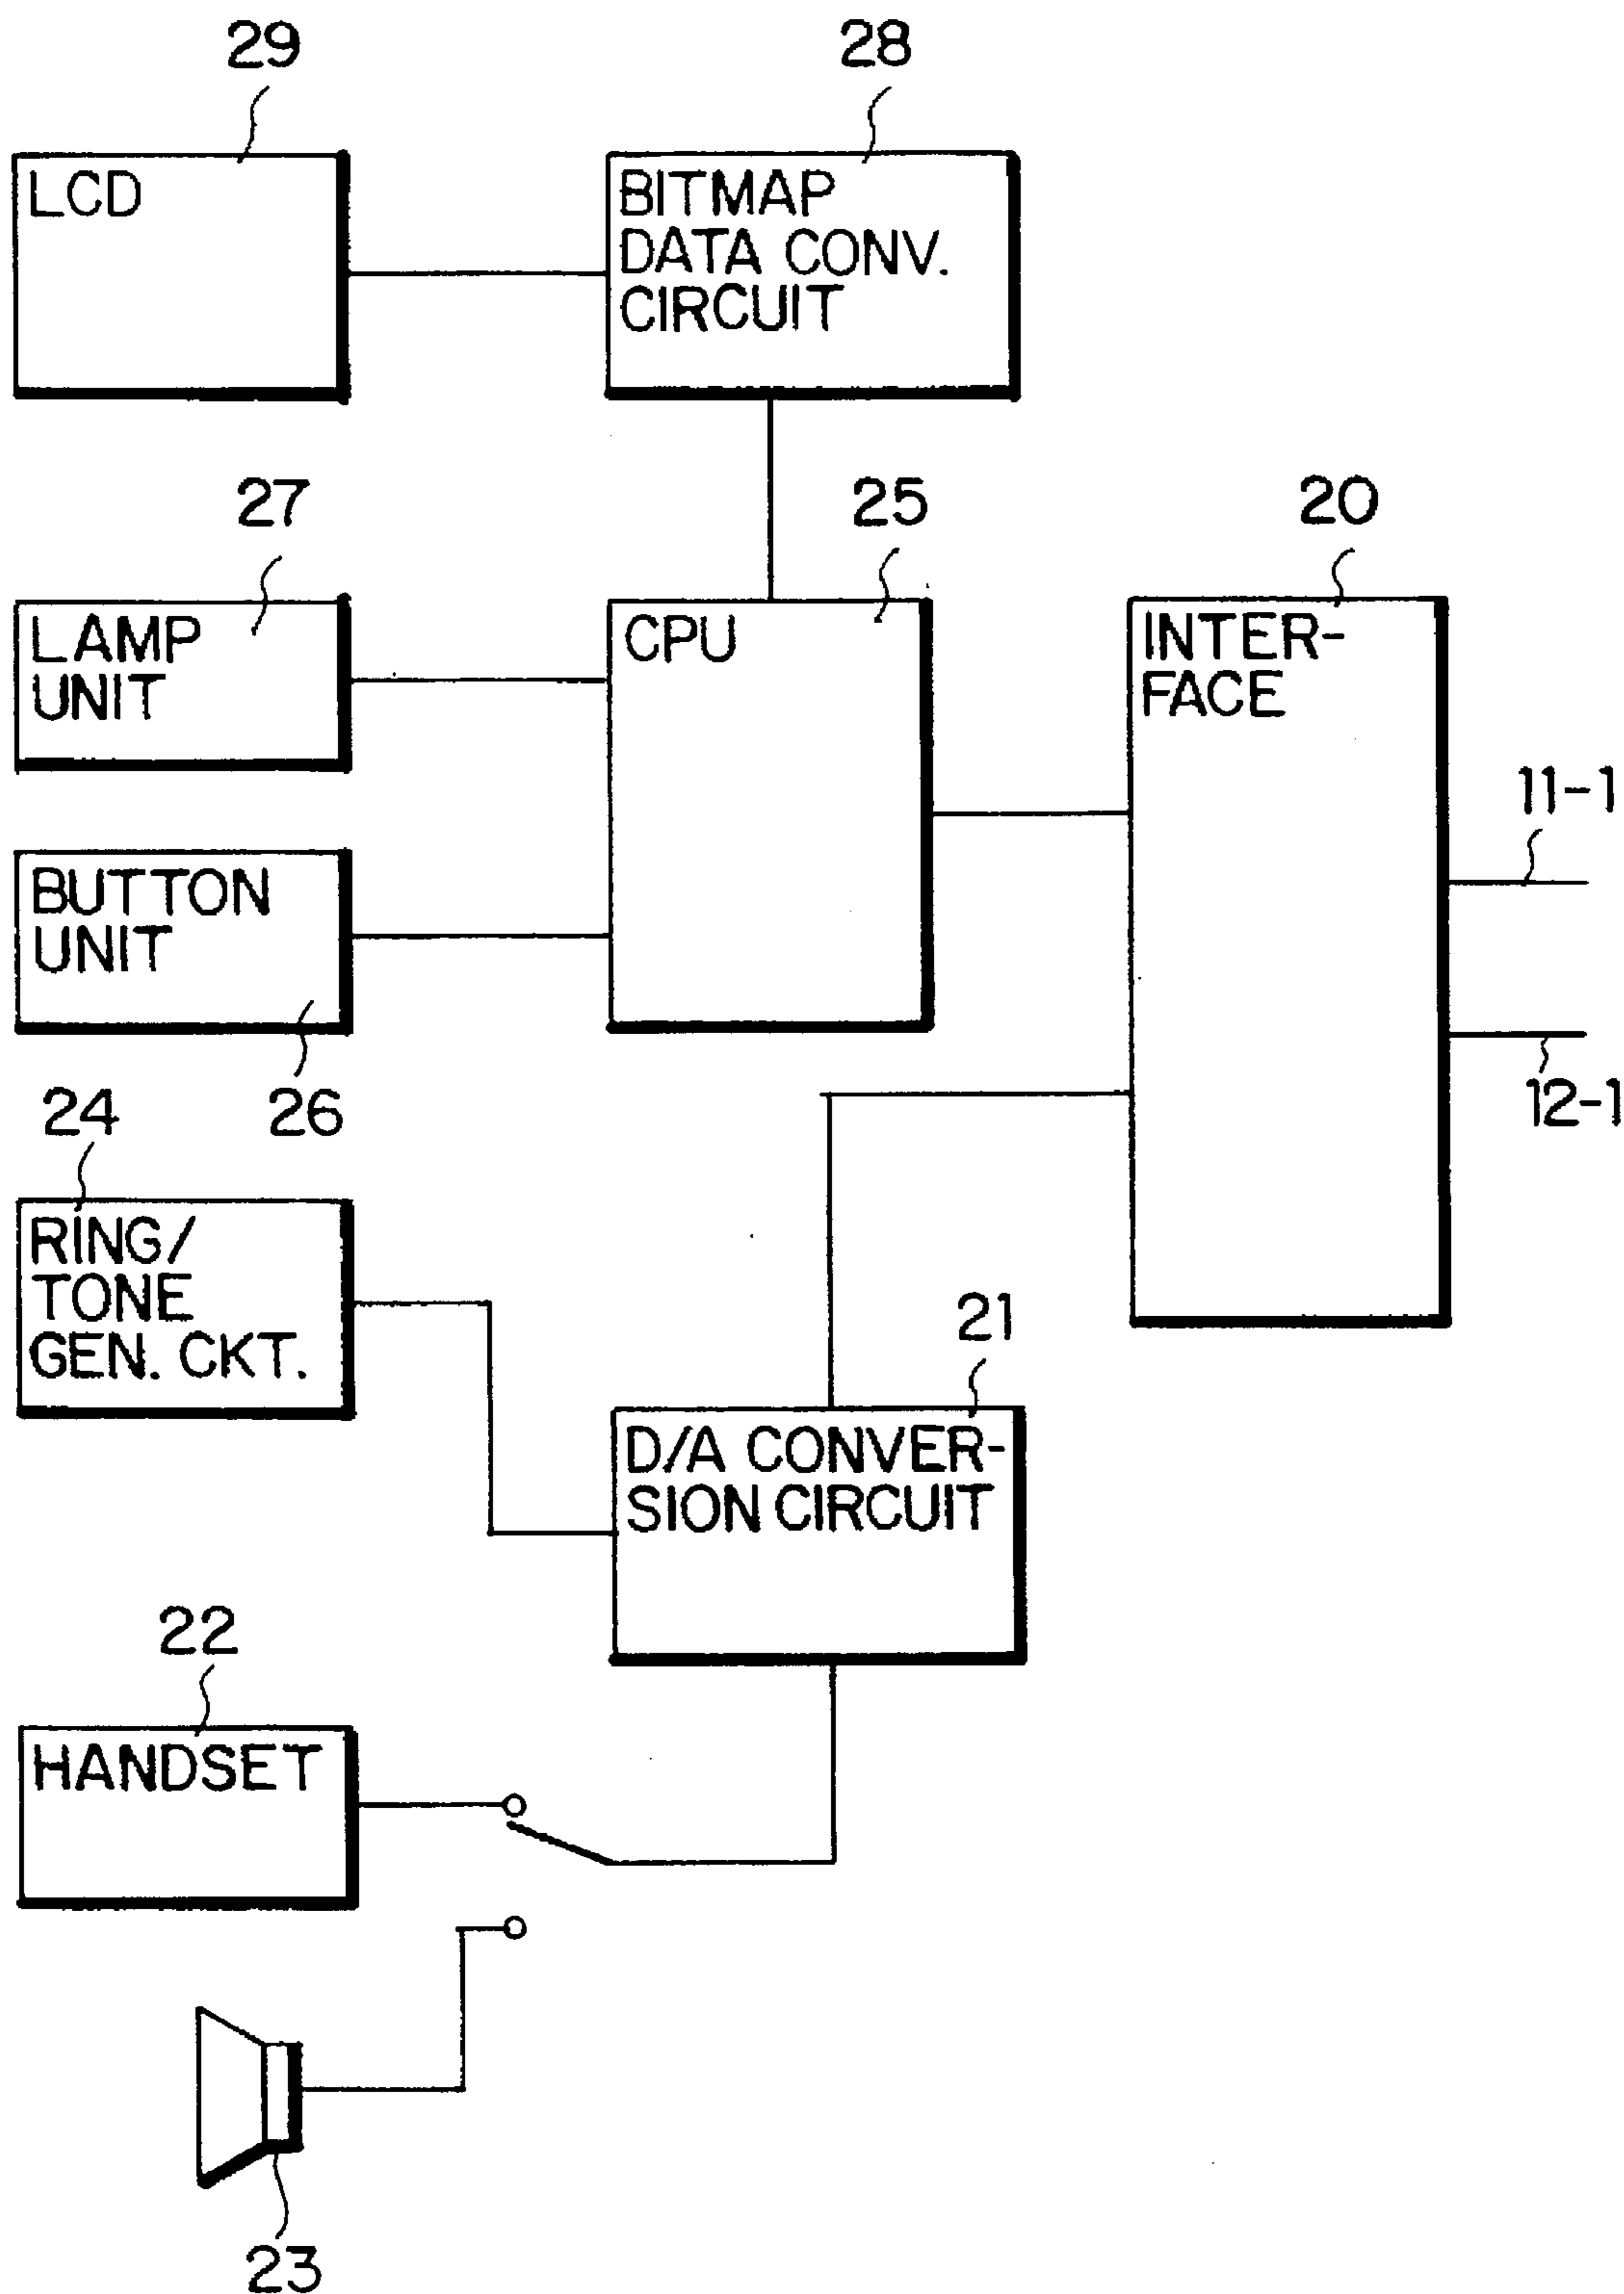 29
28
LCD
BITMAP
DATA CONV.
CIRCUIT
27
25
20
LAMP
UNIT
CPU
INTER-
FACE
11-1
BUTTON
UNIT
26
12-1
24
RING/
TONE
GEN. CKT.
21
D/A CONVER-
SION CIRCUIT
22
HANDSET
23